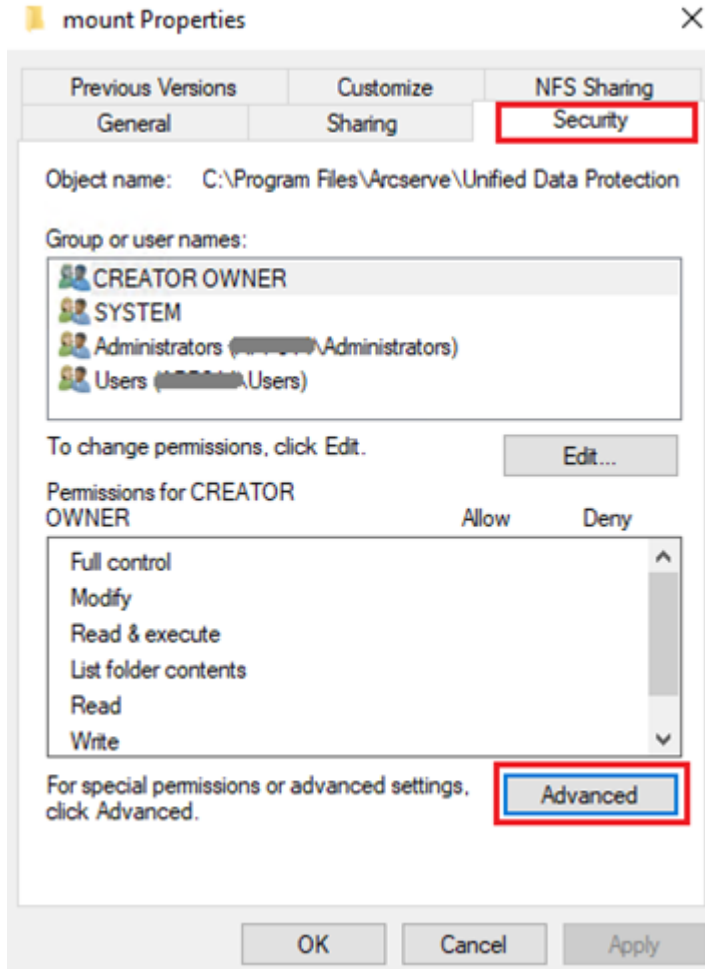 mount Properties
Previous Versions Customize NFS Sharing
General Sharing Security
Object name: C:\Program Files\Arcserve\Unified Data Protection
Group or user names:
CREATOR OWNER
SYSTEM
Administrators ( \Administrators)
Users ( \Users)
To change permissions, click Edit.
Edit...
Permissions for CREATOR
OWNER Allow Deny
Full control
Modify
Read & execute
List folder contents
Read
Write
For special permissions or advanced settings,
click Advanced.
Advanced
OK Cancel Apply